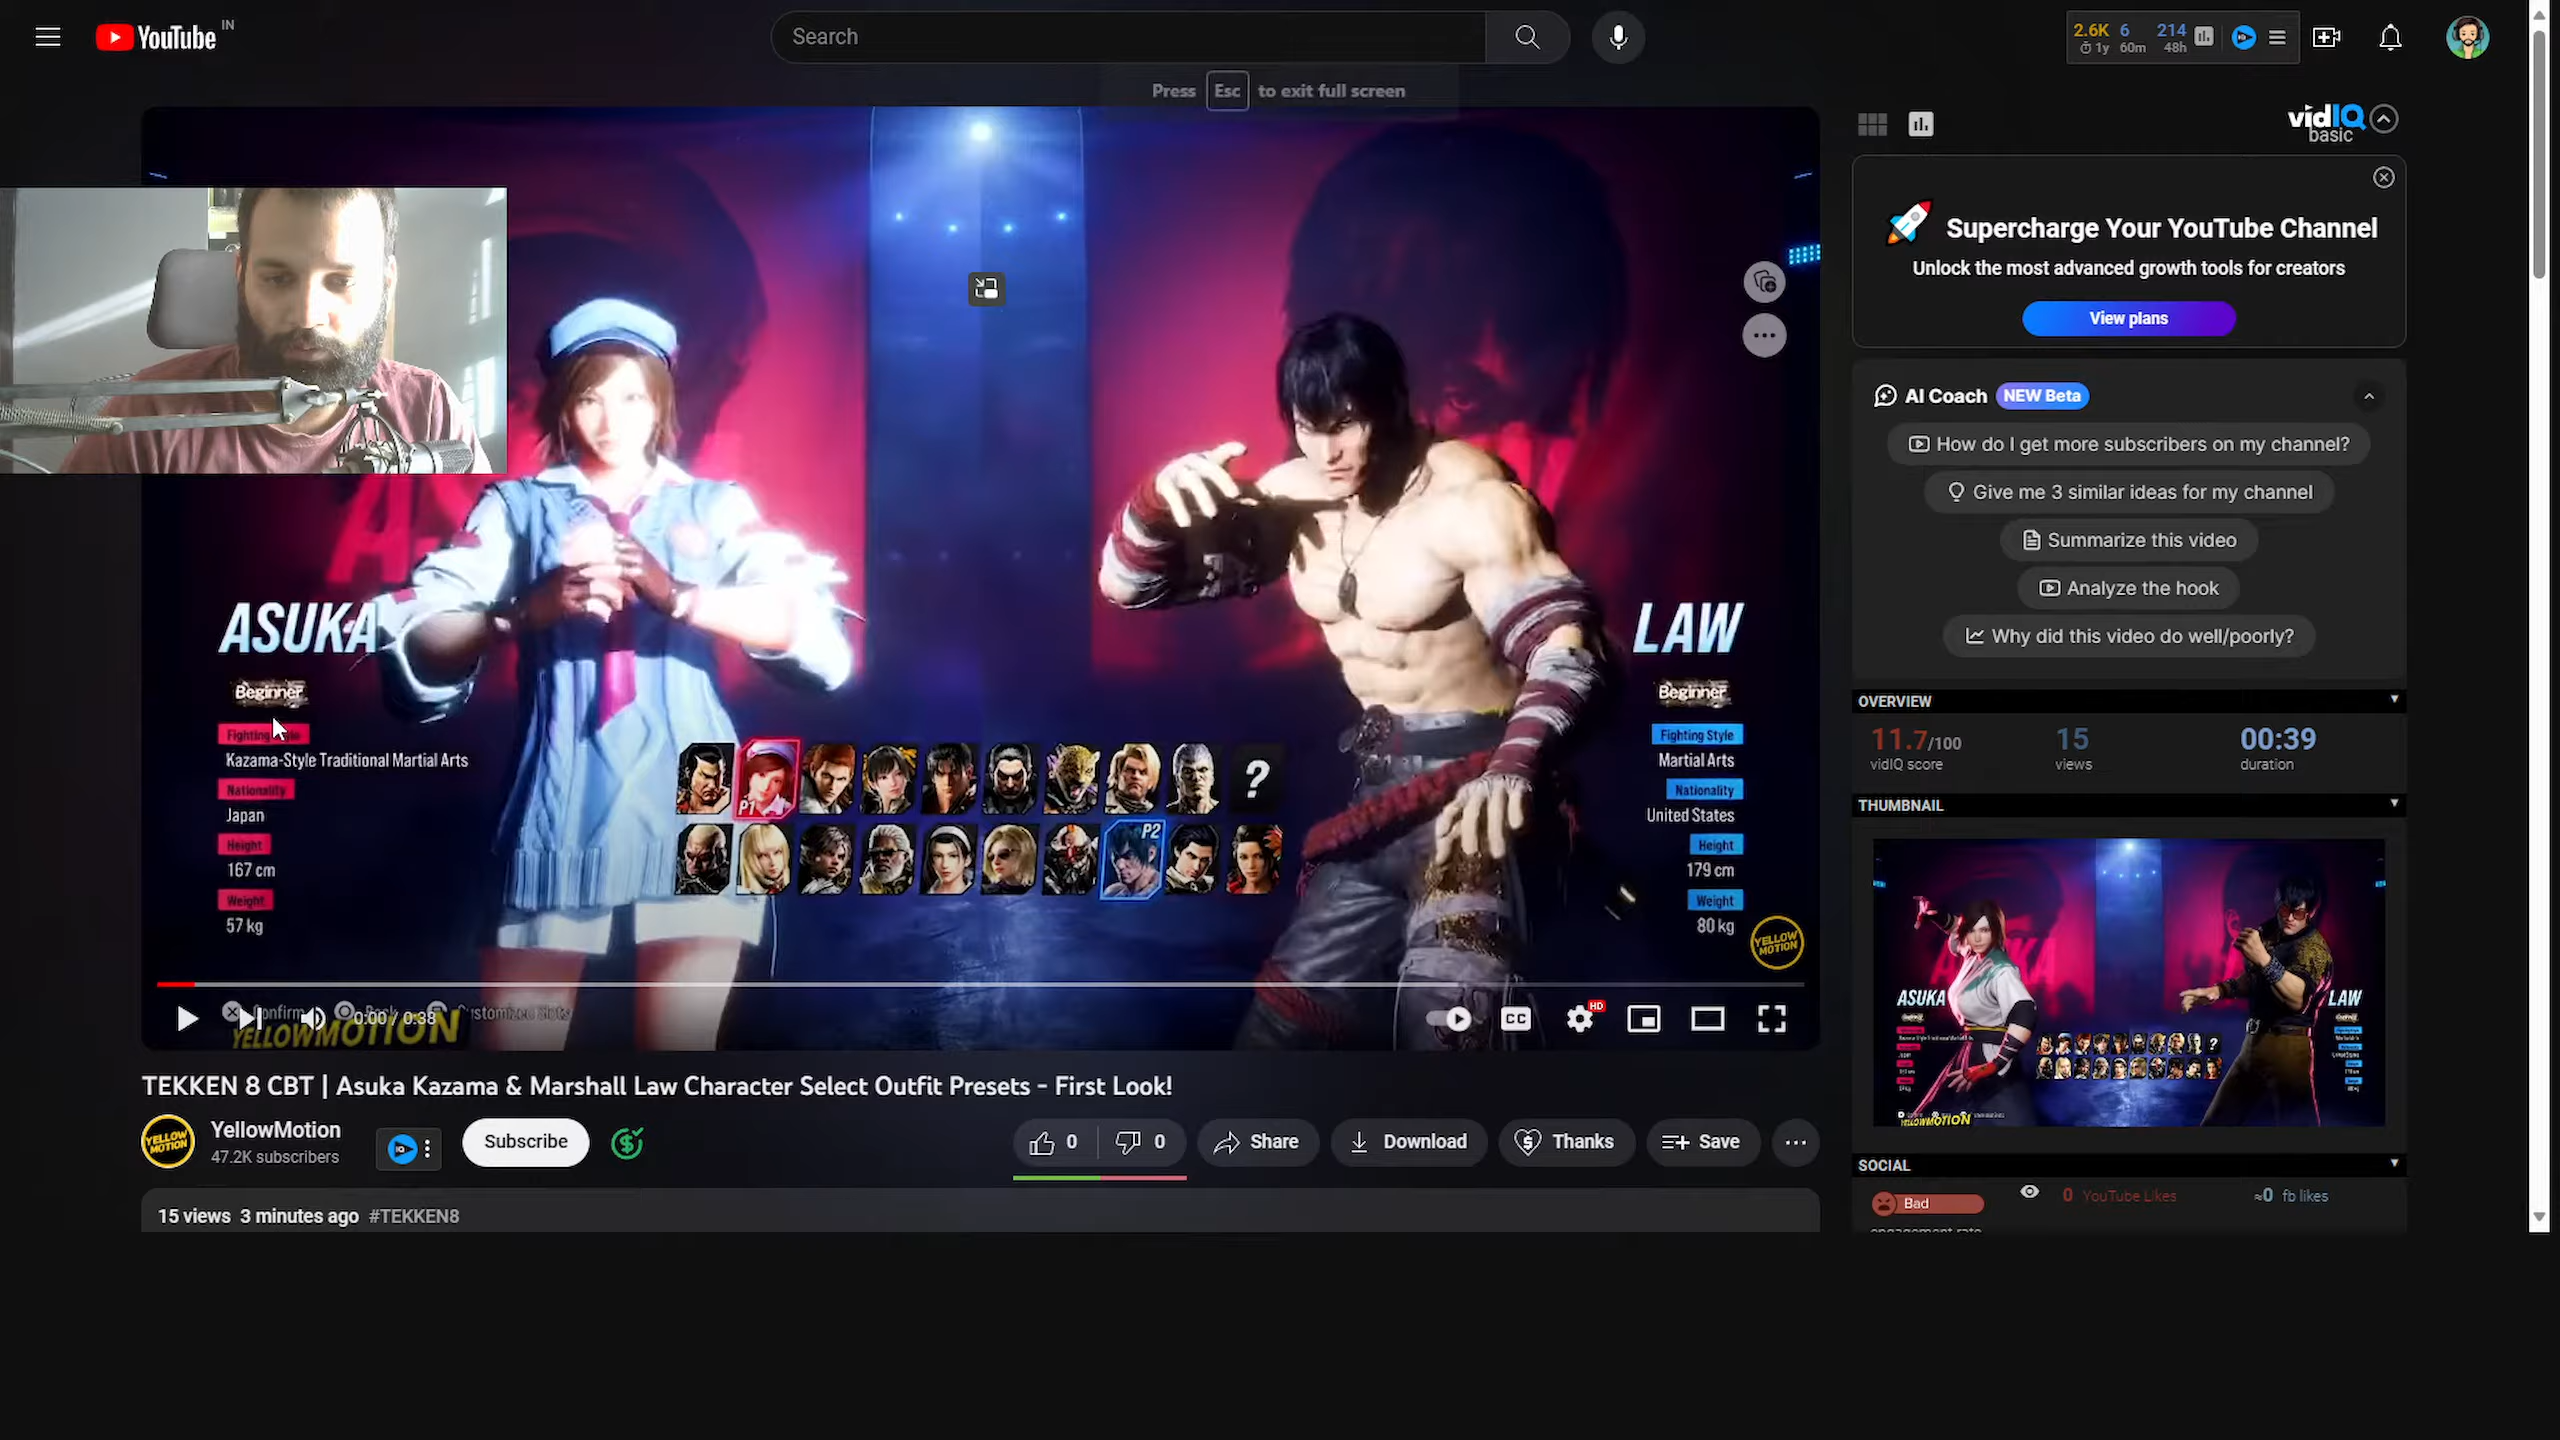 YouTube IN
Search
2.6K 6 214
1y 60m 48h
Press Esc to exit full screen
vidIQ
basic
Supercharge Your YouTube Channel
Unlock the most advanced growth tools for creators
View plans
AI Coach NEW Beta
How do I get more subscribers on my channel?
Give me 3 similar ideas for my channel
Summarize this video
Analyze the hook
Why did this video do well/poorly?
ASUKA
Beginner
Fighting
Kazama-Style Traditional Martial Arts
Nationality
Japan
Height
167 cm
Weight
57 kg
P1
?
P2
LAW
Beginner
Fighting Style
Martial Arts
Nationality
United States
Height
179 cm
Weight
80 kg
YELLOW
MOTION
YELLOWMOTION
0:00 / 0:38
CC
HD
OVERVIEW
11.7/100 15 00:39
vidIQ score views duration
THUMBNAIL
ASUKA
LAW
YELLOWMOTION
SOCIAL
Bad 0 YouTube Likes ≈0 fb likes
engagement rate
TEKKEN 8 CBT | Asuka Kazama & Marshall Law Character Select Outfit Presets - First Look!
YELLOW
MOTION
YellowMotion
47.2K subscribers
Subscribe
0 0 Share Download Thanks Save
15 views 3 minutes ago #TEKKEN8